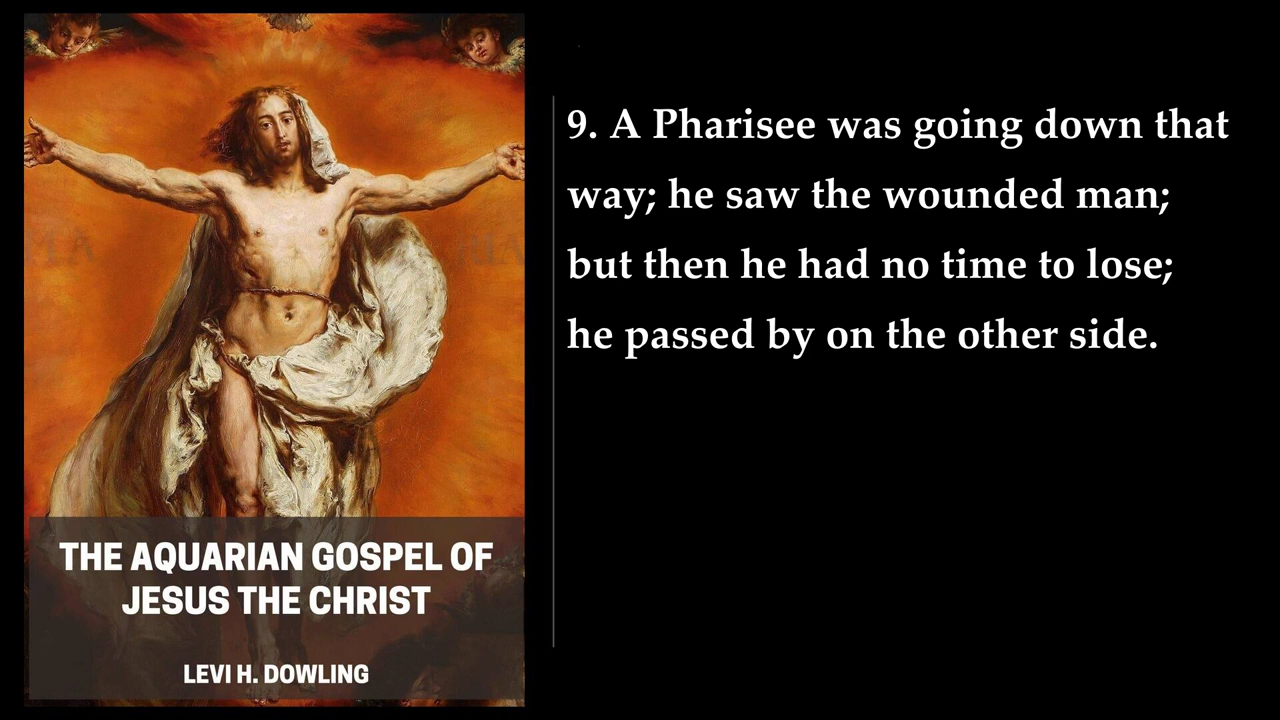 9. A Pharisee was going down that
way; he saw the wounded man;
but then he had no time to lose;
he passed by on the other side.
THE AQUARIAN GOSPEL OF
JESUS THE CHRIST
LEVI H. DOWLING